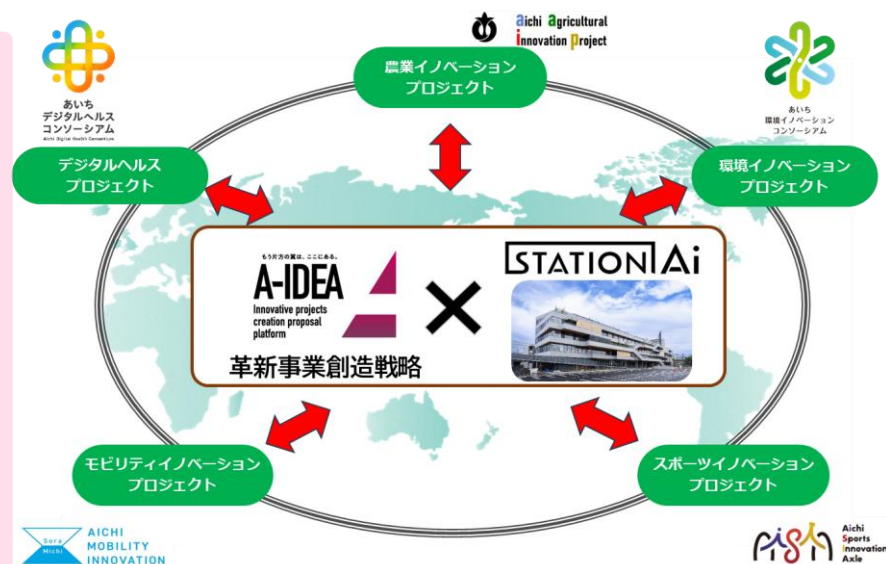 aichi agricultural
innovation project
農業イノベーション
プロジェクト
あいち
デジタルヘルス
コンソーシアム
Aichi Digital Health Consortium
あいち
環境イノベーション
コンソーシアム
デジタルヘルス
プロジェクト
環境イノベーション
プロジェクト
もう片方の翼は、ここにある。
A-IDEA
Innovative projects
creation proposal
platform
革新事業創造戦略
×
STATION Ai
モビリティイノベーション
プロジェクト
スポーツイノベーション
プロジェクト
Sora
Michi
AICHI
MOBILITY
INNOVATION
AiSIA
Aichi
Sports
Innovation
Axle